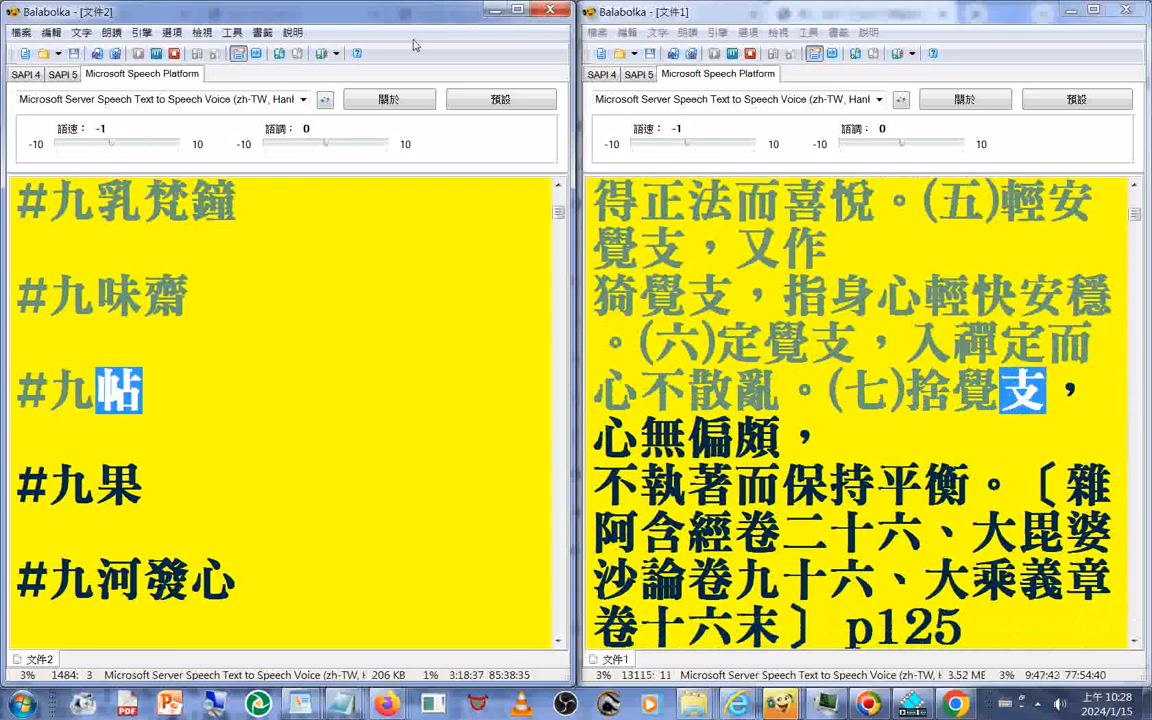 Balabolka - [文件2]
檔案 編輯 文字 朗讀 引擎 選項 檢視 工具 書籤 說明
SAPI 4 SAPI 5 Microsoft Speech Platform
Microsoft Server Speech Text to Speech Voice (zh-TW, Hanl
關於 預設
語速： -1 語調： 0
-10 10 -10 10
#九乳梵鐘
#九味齋
#九帖
#九果
#九河發心
文件2
3% 1484: 3 Microsoft Server Speech Text to Speech Voice (zh-TW, H 206 KB 1% 3:18:37 85:38:35
Balabolka - [文件1]
檔案 編輯 文字 朗讀 引擎 選項 檢視 工具 書籤 說明
SAPI 4 SAPI 5 Microsoft Speech Platform
Microsoft Server Speech Text to Speech Voice (zh-TW, Hanl
關於 預設
語速： -1 語調： 0
-10 10 -10 10
得正法而喜悅。(五)輕安
覺支，又作
猗覺支，指身心輕快安穩
。(六)定覺支，入禪定而
心不散亂。(七)捨覺支，
心無偏頗，
不執著而保持平衡。〔雜
阿含經卷二十六、大毘婆
沙論卷九十六、大乘義章
卷十六末〕 p125
文件1
3% 13115: 11 Microsoft Server Speech Text to Speech Voice (zh-TW, H 3.52 ME 3% 9:47:43 77:54:40
上午 10:28
2024/1/15